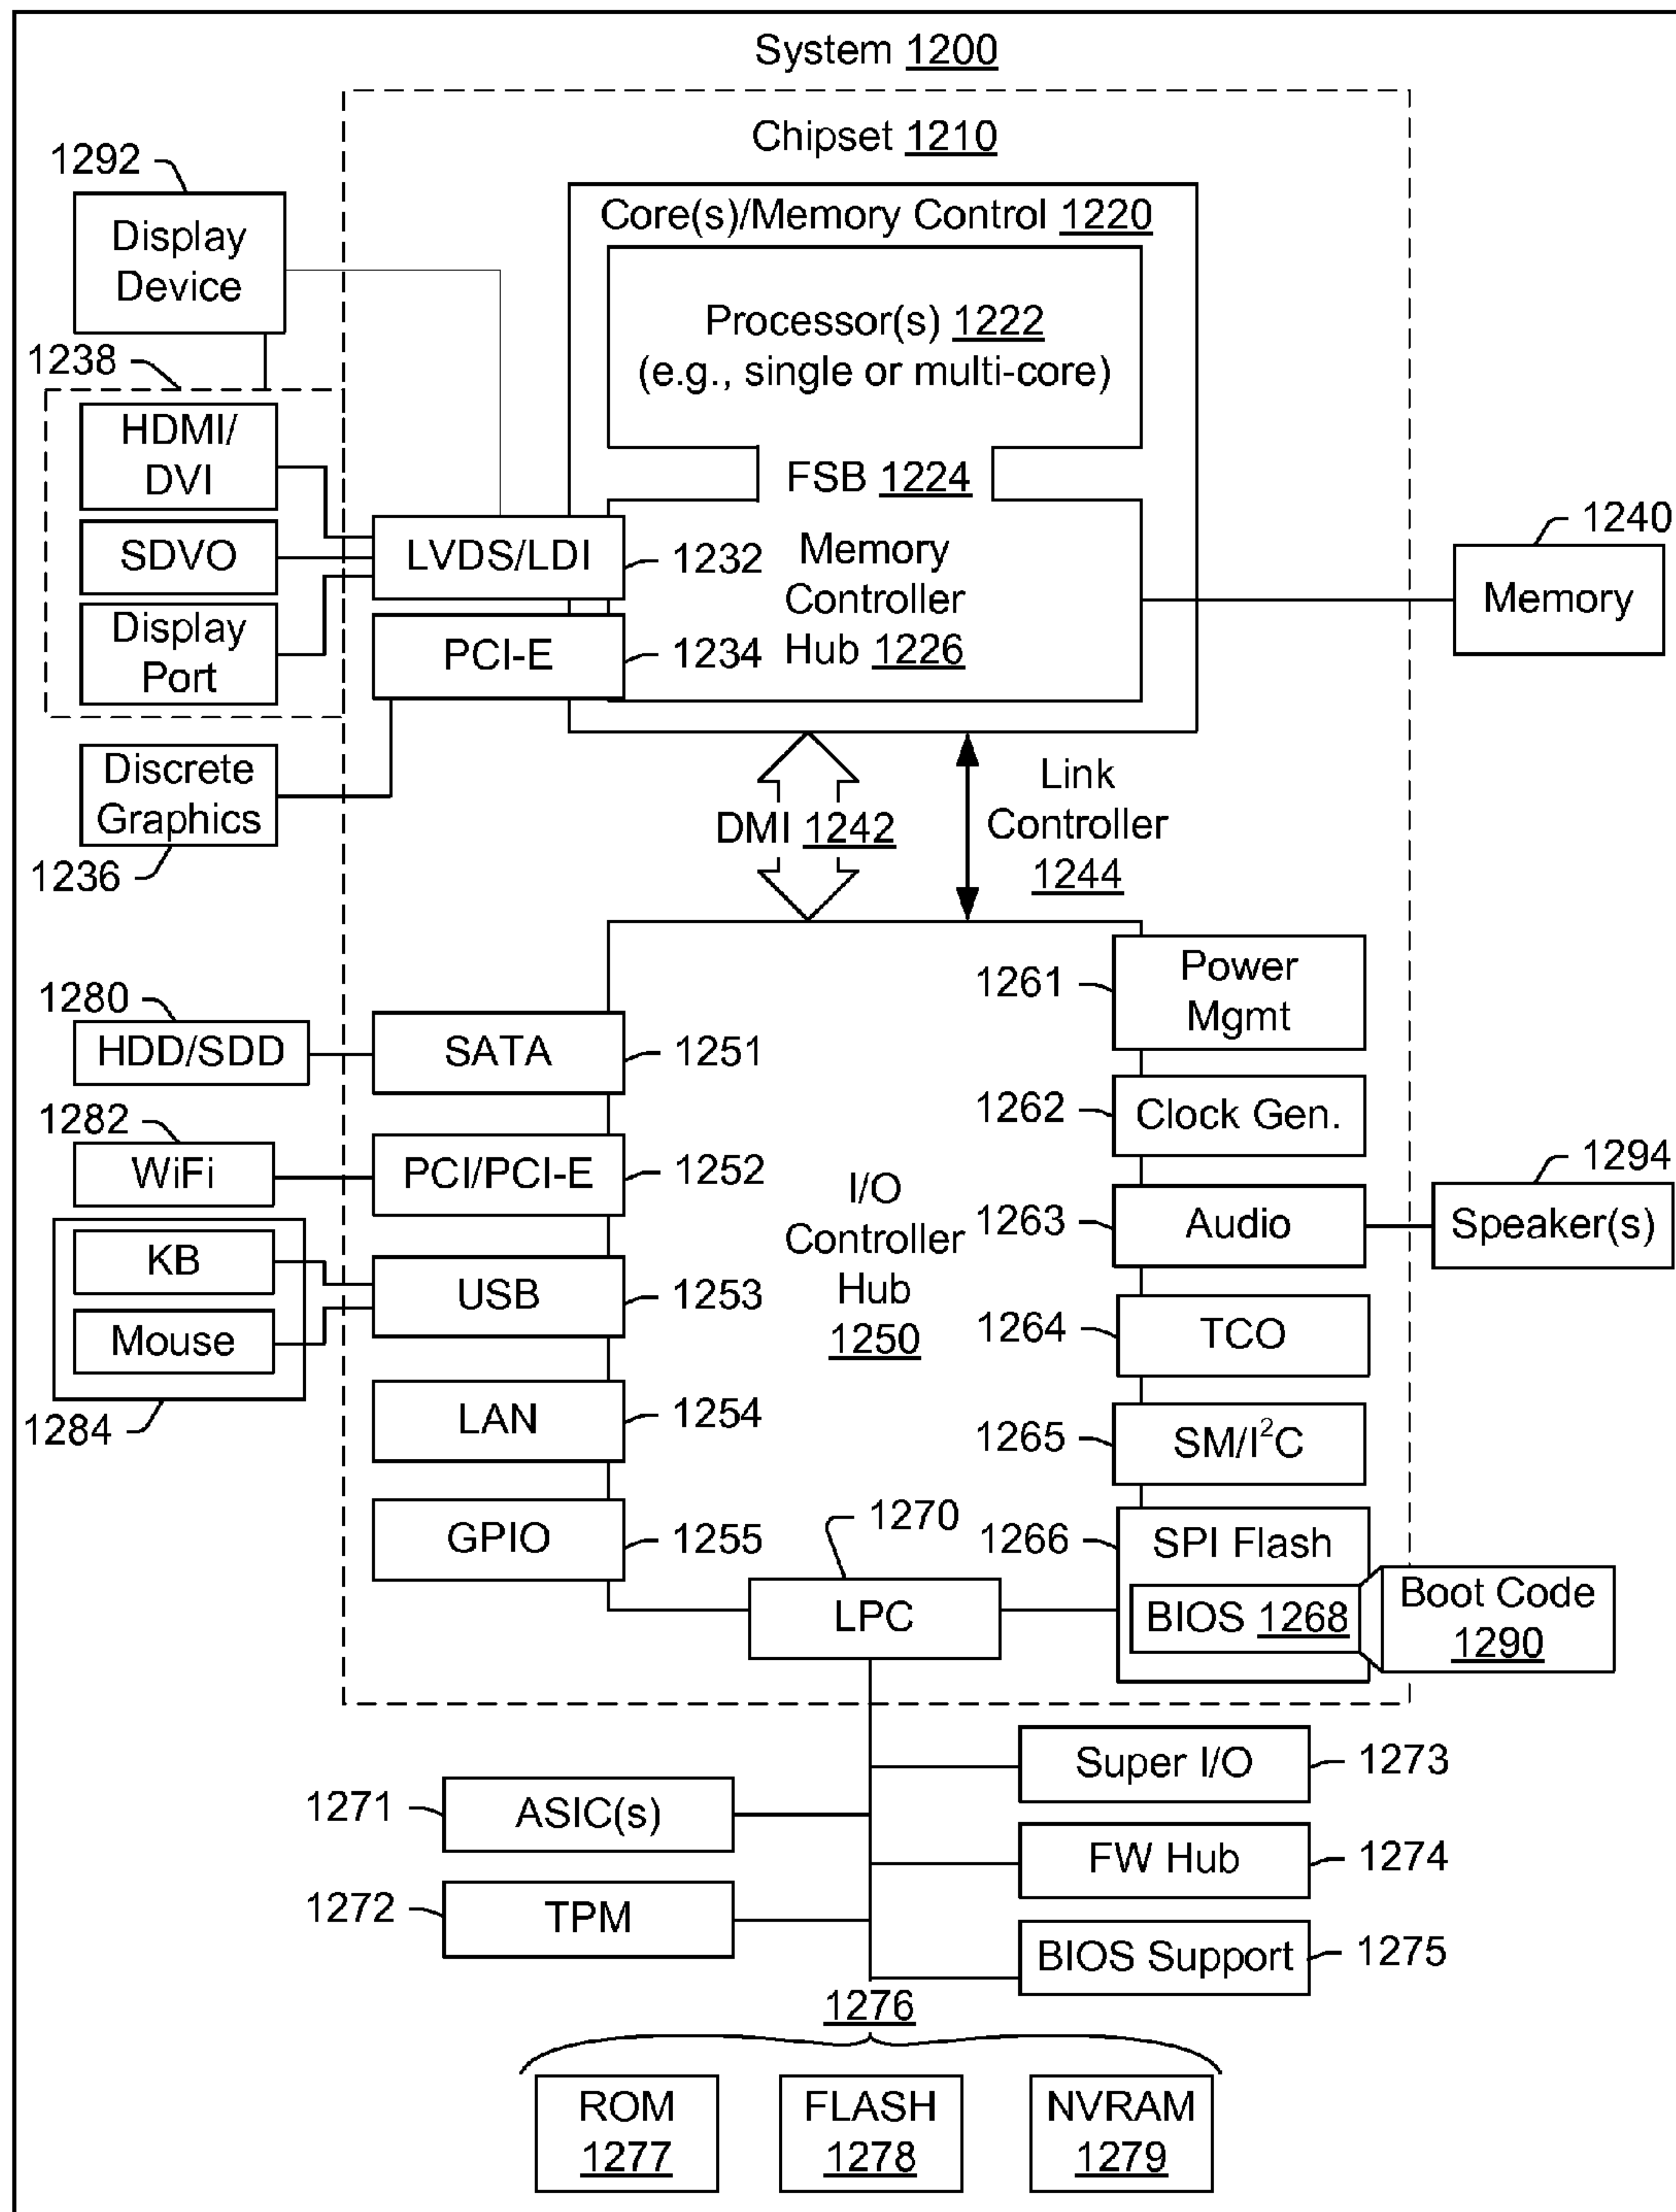 System 1200
Chipset 1210
1292
Display
Device
Core(s)/Memory Control 1220
Processor(s) 1222
(e.g., single or multi-core)
FSB 1224
Memory
Controller
Hub 1226
1238
HDMI/
DVI
SDVO
Display
Port
LVDS/LDI
1232
PCI-E
1234
1240
Memory
Discrete
Graphics
1236
DMI 1242
Link
Controller
1244
I/O
Controller
Hub
1250
1280
HDD/SDD
SATA
1251
1282
WiFi
PCI/PCI-E
1252
KB
Mouse
1284
USB
1253
LAN
1254
GPIO
1255
1261
Power
Mgmt
1262
Clock Gen.
1263
Audio
1294
Speaker(s)
1264
TCO
1265
SM/I²C
1266
SPI Flash
BIOS 1268
Boot Code
1290
1270
LPC
1271
ASIC(s)
1272
TPM
Super I/O
1273
FW Hub
1274
BIOS Support
1275
1276
ROM
1277
FLASH
1278
NVRAM
1279